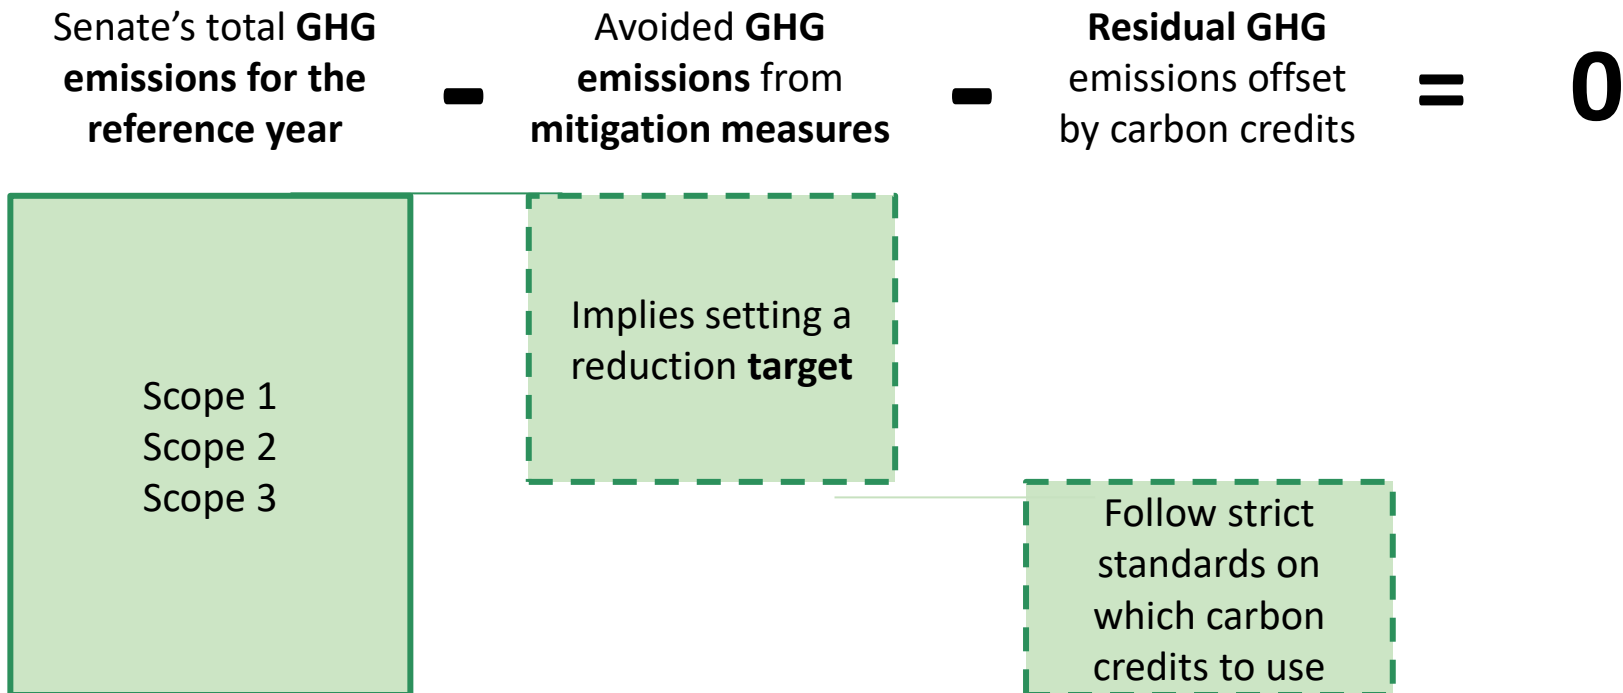 Senate's total GHG
emissions for the
reference year
-
Avoided GHG
emissions from
mitigation measures
-
Residual GHG
emissions offset
by carbon credits
=
0
Scope 1
Scope 2
Scope 3
Implies setting a
reduction target
Follow strict
standards on
which carbon
credits to use